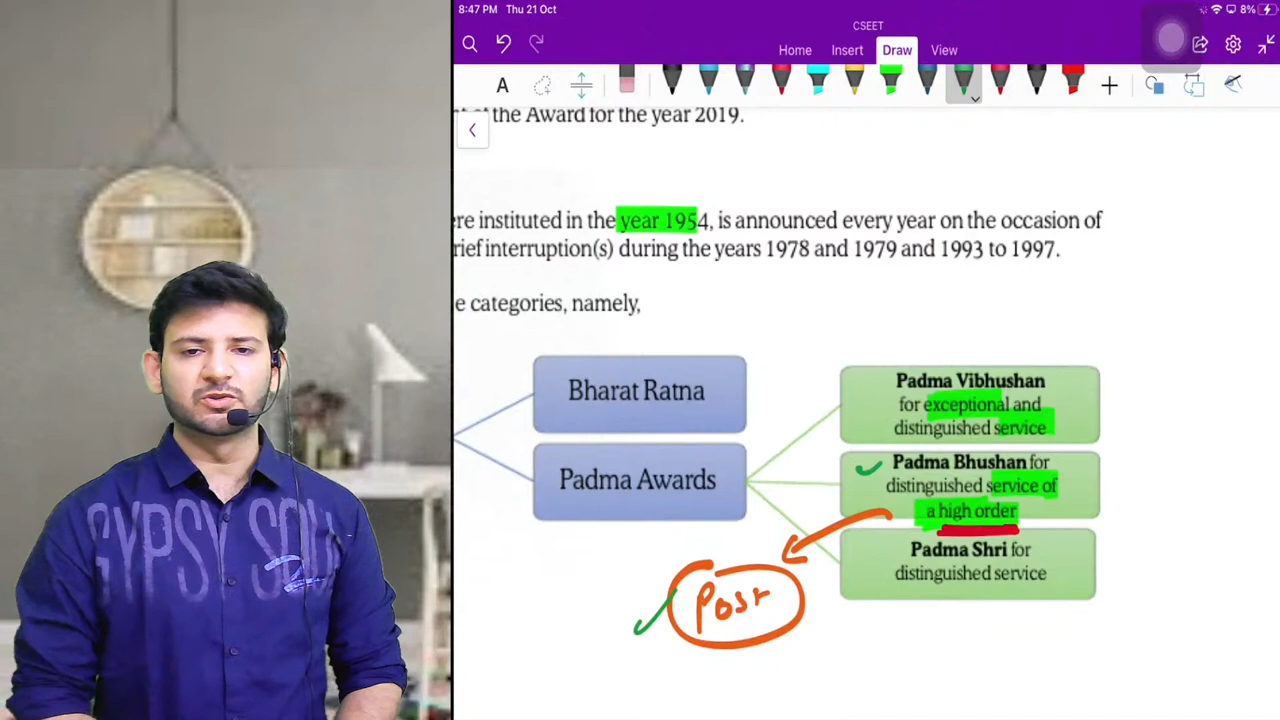 8:47 PM Thu 21 Oct
8%
CSEET
Home Insert Draw View
A
of the Award for the year 2019.
ere instituted in the year 1954, is announced every year on the occasion of
rief interruption(s) during the years 1978 and 1979 and 1993 to 1997.
e categories, namely,
Bharat Ratna
Padma Awards
Padma Vibhushan
for exceptional and
distinguished service
Padma Bhushan for
distinguished service of
a high order
Padma Shri for
distinguished service
Post
GYPSY SOU